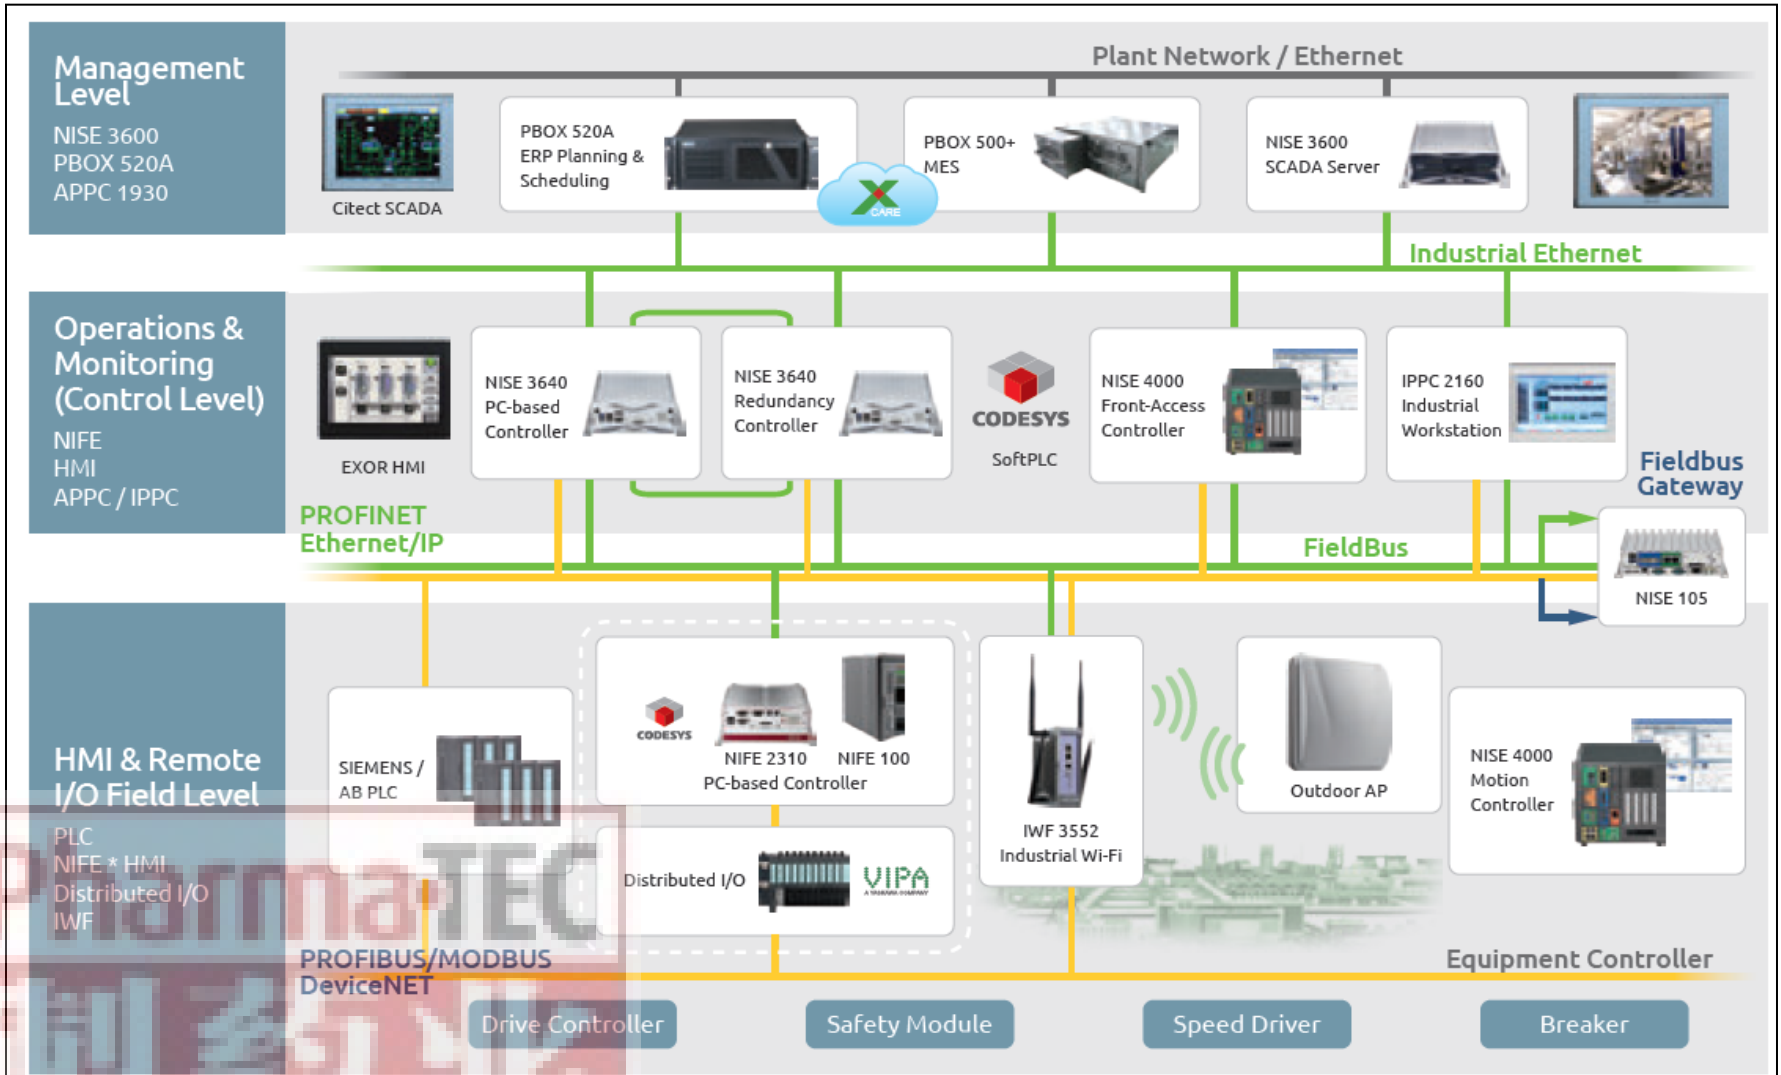 Management
Level
NISE 3600
PBOX 520A
APPC 1930
Plant Network / Ethernet
Citect SCADA
PBOX 520A
ERP Planning &
Scheduling
X
CARE
PBOX 500+
MES
NISE 3600
SCADA Server
Industrial Ethernet
Operations &
Monitoring
(Control Level)
NIFE
HMI
APPC / IPPC
EXOR HMI
NISE 3640
PC-based
Controller
NISE 3640
Redundancy
Controller
CODESYS
SoftPLC
NISE 4000
Front-Access
Controller
IPPC 2160
Industrial
Workstation
Fieldbus
Gateway
NISE 105
PROFINET
Ethernet/IP
FieldBus
HMI & Remote
I/O Field Level
PLC
NIFE * HMI
Distributed I/O
IWF
SIEMENS /
AB PLC
CODESYS
NIFE 2310
NIFE 100
PC-based Controller
Distributed I/O
VIPA
A YASKAWA COMPANY
IWF 3552
Industrial Wi-Fi
Outdoor AP
NISE 4000
Motion
Controller
PharmaTEC
PROFIBUS/MODBUS
DeviceNET
Equipment Controller
Drive Controller
Safety Module
Speed Driver
Breaker